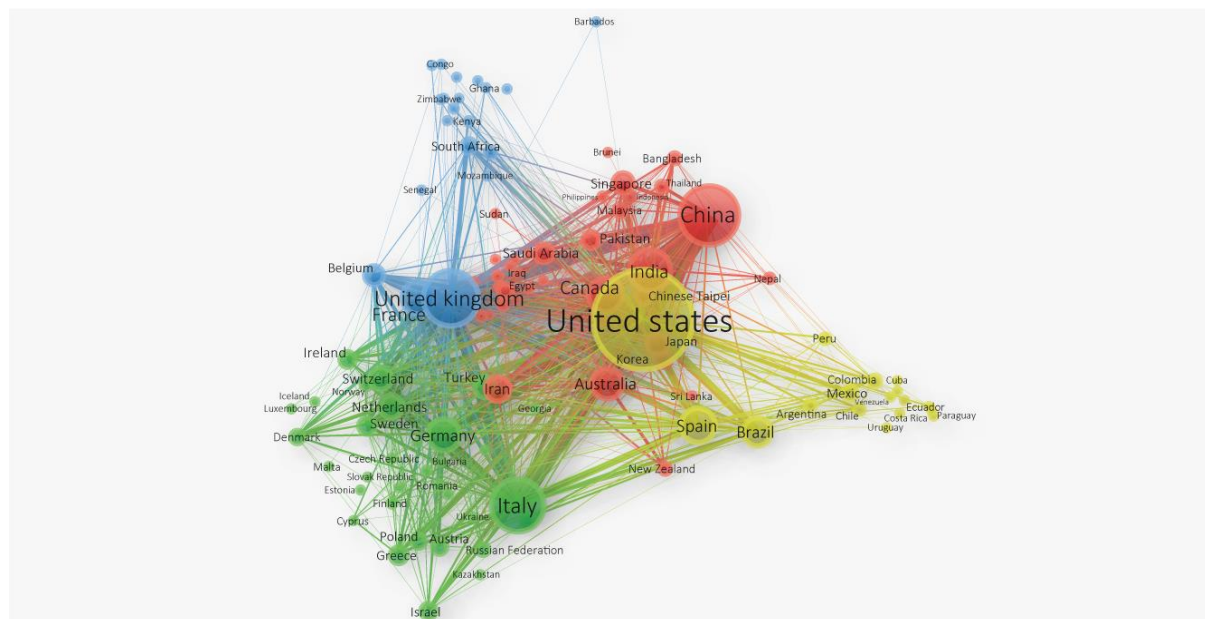 Barbados
Congo
Ghana
Zimbabwe
Kenya
South Africa
Brunei
Bangladesh
Mozambique
Singapore
Thailand
Senegal
Philippines
Indonesia
Malaysia
Sudan
China
Pakistan
Saudi Arabia
Belgium
Iraq
India
Nepal
Egypt
Canada
United kingdom
Chinese Taipei
France
United states
Peru
Japan
Ireland
Korea
Switzerland
Turkey
Iran
Australia
Colombia
Cuba
Norway
Mexico
Iceland
Sri Lanka
Venezuela
Luxembourg
Netherlands
Georgia
Ecuador
Argentina
Chile
Paraguay
Costa Rica
Sweden
Spain
Uruguay
Denmark
Germany
Brazil
Czech Republic
Bulgaria
Malta
New Zealand
Slovak Republic
Estonia
Romania
Finland
Italy
Cyprus
Ukraine
Poland
Austria
Russian Federation
Greece
Kazakhstan
Israel